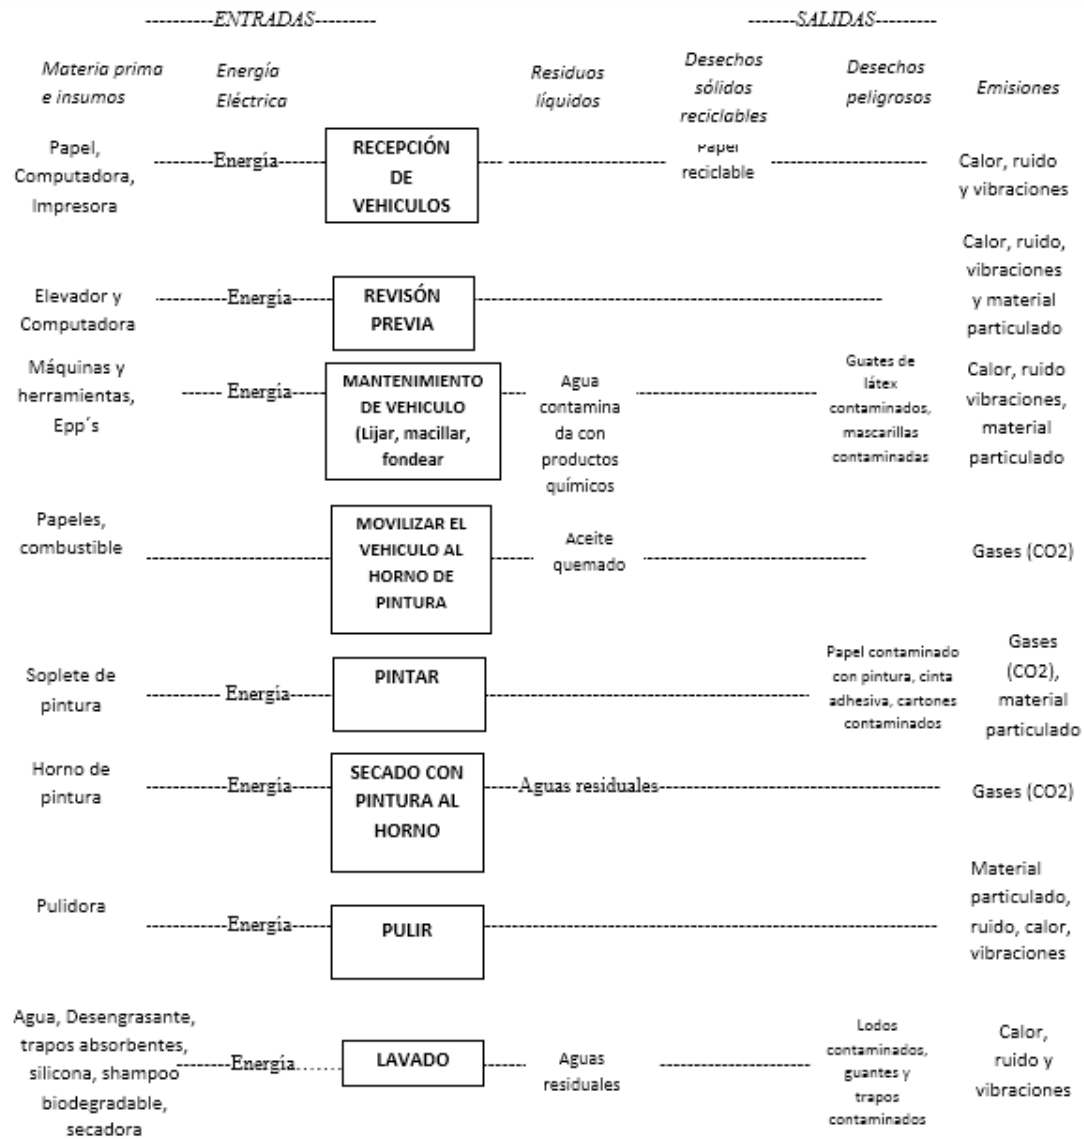 ----------ENTRADAS---------- -------SALIDAS---------
Materia prima
e insumos
Energía
Eléctrica
Residuos
líquidos
Desechos
sólidos
reciclables
Desechos
peligrosos
Emisiones
Papel,
Computadora,
Impresora
Energía
RECEPCIÓN
DE
VEHICULOS
Papel
reciclable
Calor, ruido
y vibraciones
Elevador y
Computadora
Energía
REVISÓN
PREVIA
Calor, ruido,
vibraciones
y material
particulado
Máquinas y
herramientas,
Epp´s
Energía
MANTENIMIENTO
DE VEHICULO
(Lijar, macillar,
fondear
Agua
contamina
da con
productos
químicos
Guates de
látex
contaminados,
mascarillas
contaminadas
Calor, ruido
vibraciones,
material
particulado
Papeles,
combustible
MOVILIZAR EL
VEHICULO AL
HORNO DE
PINTURA
Aceite
quemado
Gases (CO2)
Soplete de
pintura
Energía
PINTAR
Papel contaminado
con pintura, cinta
adhesiva, cartones
contaminados
Gases
(CO2),
material
particulado
Horno de
pintura
Energía
SECADO CON
PINTURA AL
HORNO
Aguas residuales
Gases (CO2)
Pulidora
Energía
PULIR
Material
particulado,
ruido, calor,
vibraciones
Agua, Desengrasante,
trapos absorbentes,
silicona, shampoo
biodegradable,
secadora
Energía
LAVADO
Aguas
residuales
Lodos
contaminados,
guantes y
trapos
contaminados
Calor,
ruido y
vibraciones